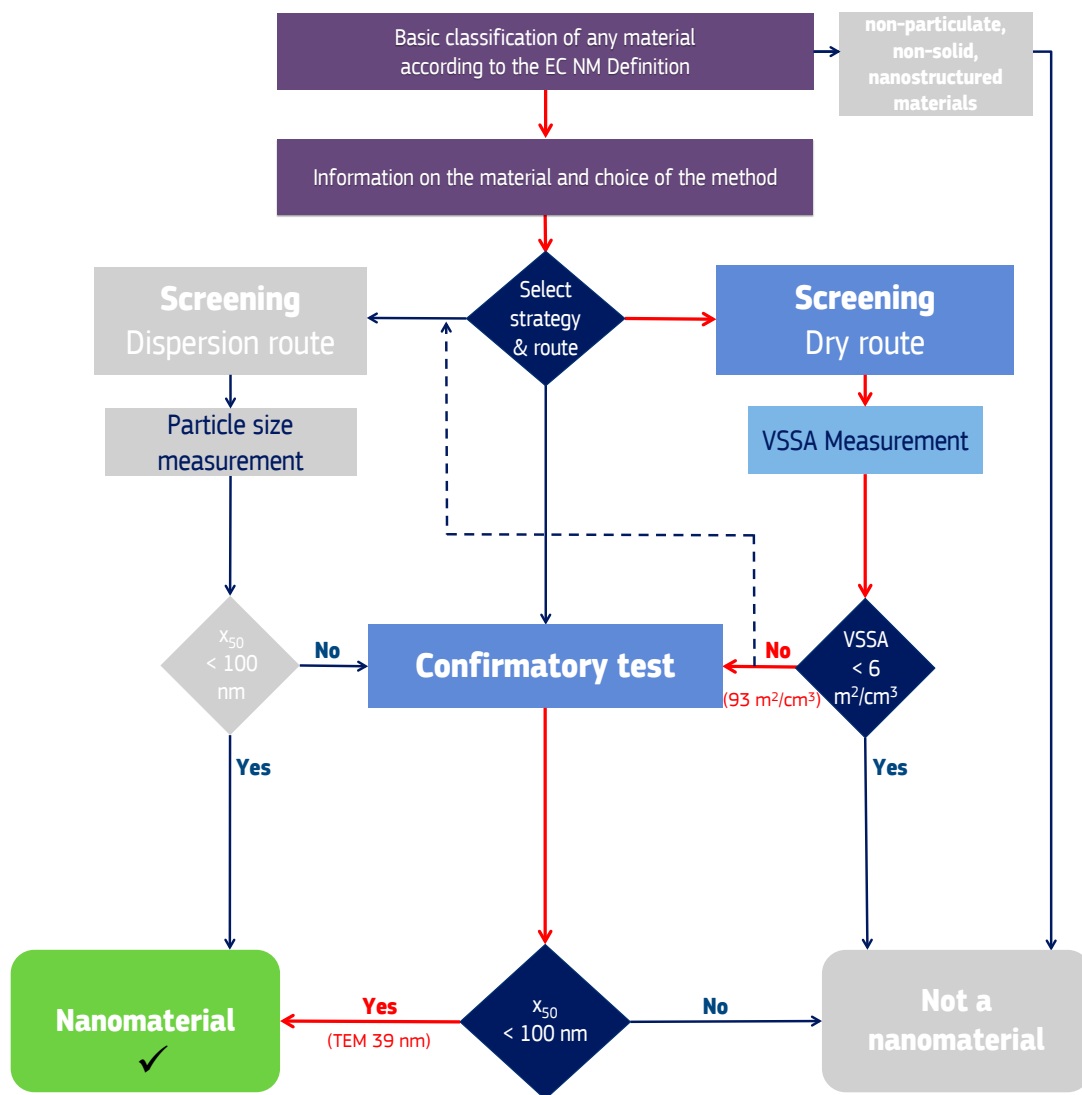 Basic classification of any material
according to the EC NM Definition
non-particulate,
non-solid,
nanostructured
materials
Information on the material and choice of the method
Select
strategy
& route
Screening
Dispersion route
Screening
Dry route
Particle size
measurement
VSSA Measurement
x₅₀
< 100
nm
No
Confirmatory test
No
(93 m²/cm³)
VSSA
< 6
m²/cm³
Yes
Yes
Nanomaterial
✓
Yes
(TEM 39 nm)
x₅₀
< 100 nm
No
Not a
nanomaterial